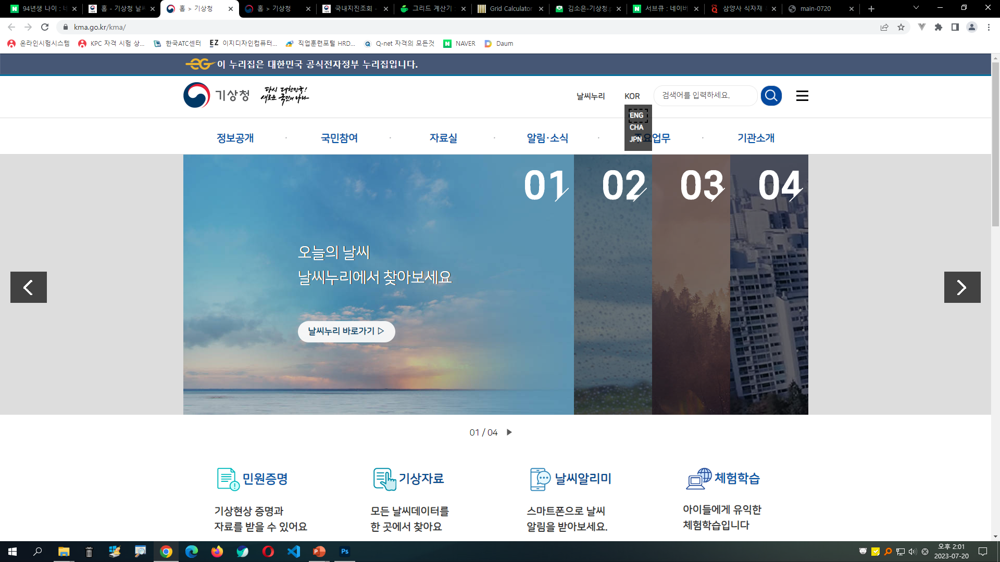 94년생 나이 : 네
홈 - 기상청 날씨
홈 > 기상청
홈 > 기상청
국내지진조회 -
그리드 계산기 :
Grid Calculator
김소은-기상청.p
서브큐 : 네이버
삼양사 식자재
main-0720
kma.go.kr/kma/
온라인시험시스템
KPC 자격 시험 상...
한국ATC센터
EZ 이지디자인컴퓨터...
직업훈련포털 HRD...
Q-net 자격의 모든것
NAVER
Daum
이 누리집은 대한민국 공식전자정부 누리집입니다.
기상청
다시 대한민국!
새로운 국민의 나라
날씨누리
KOR
검색어를 입력하세요.
ENG
CHA
JPN
정보공개
국민참여
자료실
알림·소식
주요업무
기관소개
01
02
03
04
오늘의 날씨
날씨누리에서 찾아보세요
날씨누리 바로가기 ▷
01 / 04
민원증명
기상현상 증명과
자료를 받을 수 있어요
기상자료
모든 날씨데이터를
한 곳에서 찾아요
날씨알리미
스마트폰으로 날씨
알림을 받아보세요.
체험학습
아이들에게 유익한
체험학습입니다
오후 2:01
2023-07-20